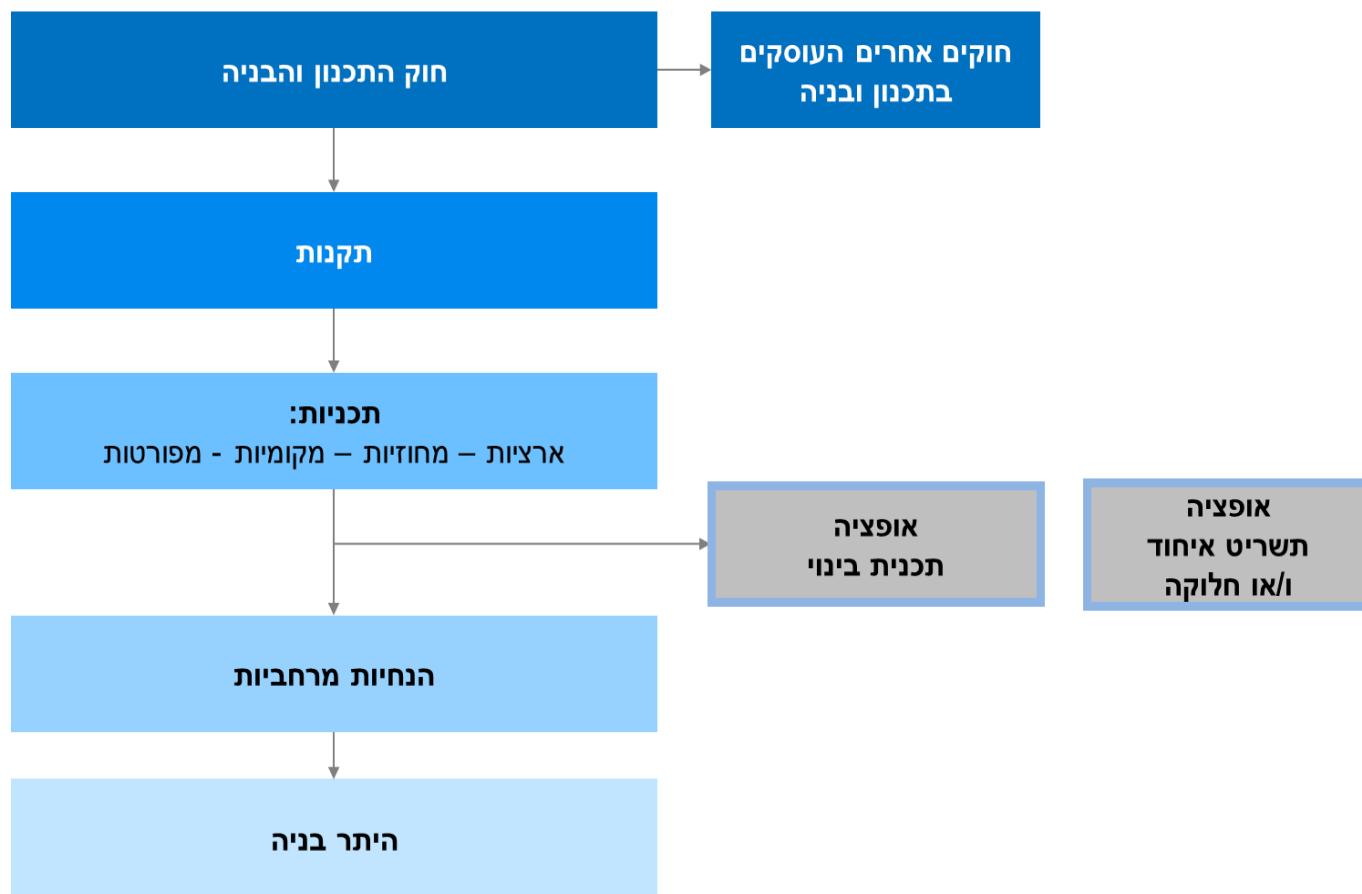 חוק התכנון והבניה
חוקים אחרים העוסקים
בתכנון ובניה
תקנות
תכניות:
ארציות – מחוזיות – מקומיות - מפורטות
אופציה
תכנית בינוי
אופציה
תשריט איחוד
ו/או חלוקה
הנחיות מרחביות
היתר בניה